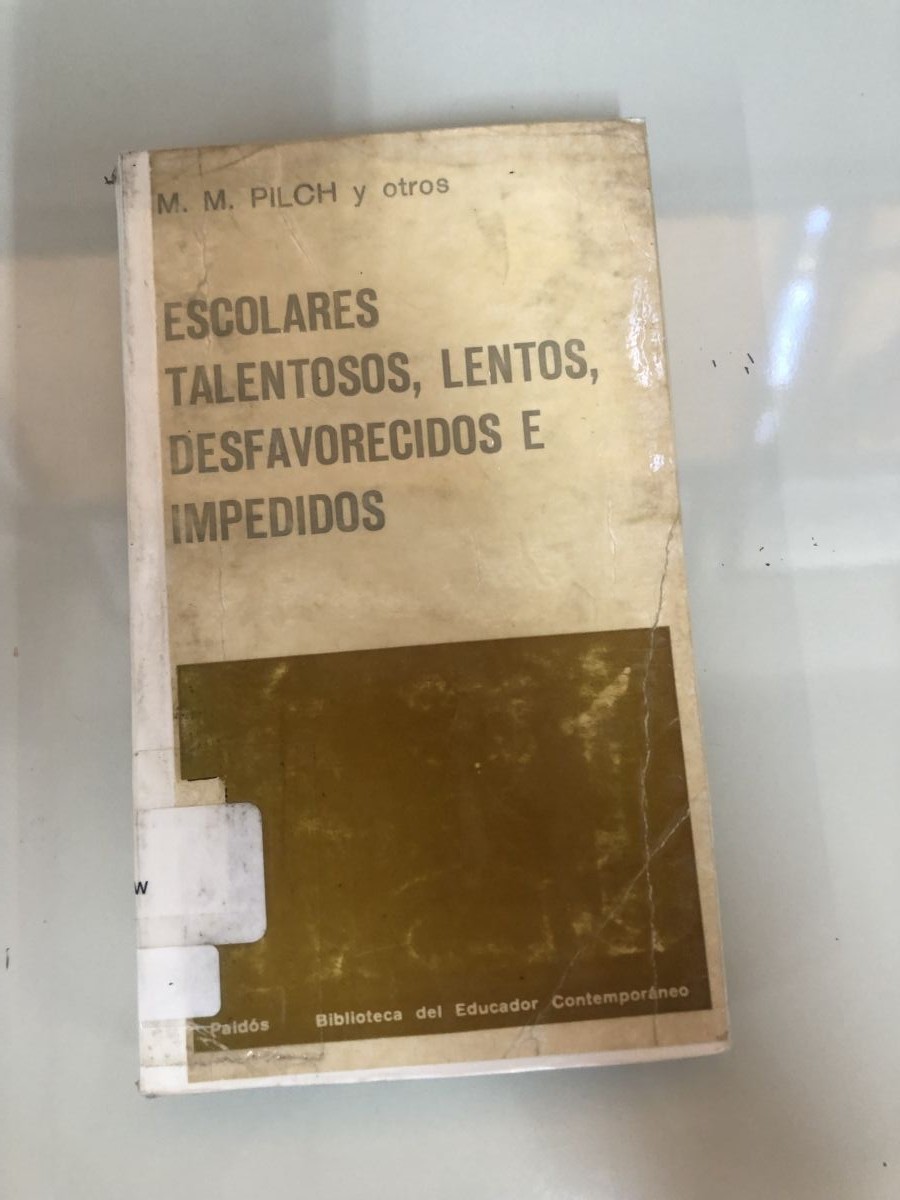 M. M. PILCH y otros
ESCOLARES
TALENTOSOS, LENTOS,
DESFAVORECIDOS E
IMPEDIDOS
w
Paidós Biblioteca del Educador Contemporáneo